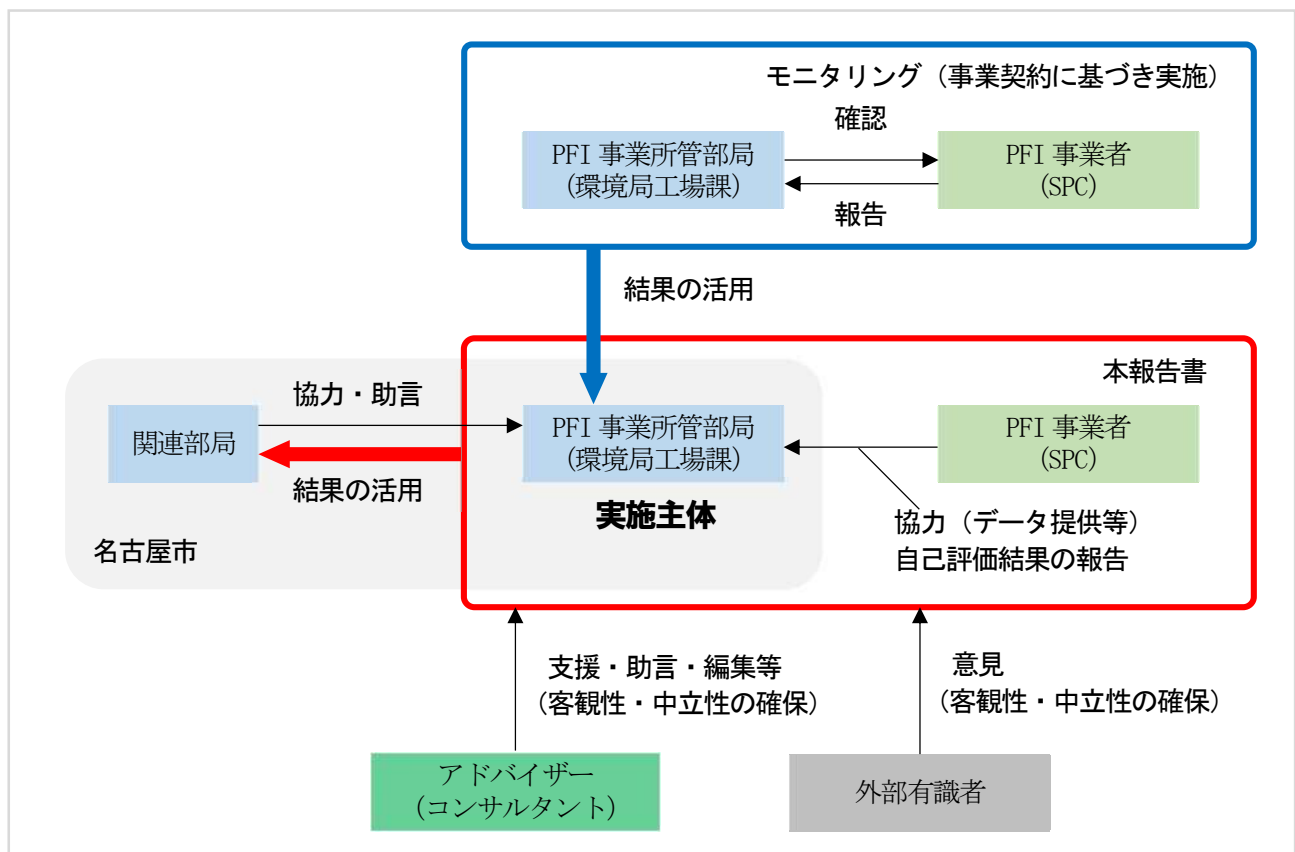 モニタリング（事業契約に基づき実施）
確認
PFI 事業所管部局
（環境局工場課）
PFI 事業者
(SPC)
報告
結果の活用
本報告書
協力・助言
関連部局
PFI 事業所管部局
（環境局工場課）
PFI 事業者
(SPC)
結果の活用
実施主体
協力（データ提供等）
自己評価結果の報告
名古屋市
支援・助言・編集等
（客観性・中立性の確保）
意見
（客観性・中立性の確保）
アドバイザー
（コンサルタント）
外部有識者